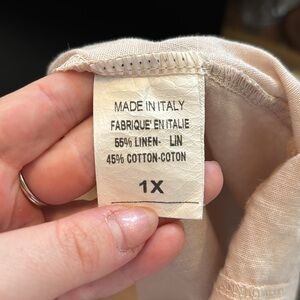 MADE IN ITALY
FABRIQUE' EN ITALIE
55% LINEN- LIN
45% COTTON-COTON
1X